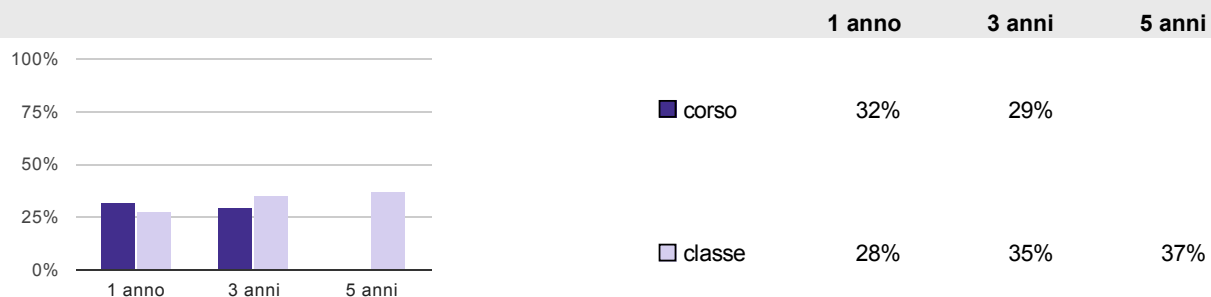 1 anno 3 anni 5 anni
100%
75%
50%
25%
0%
1 anno 3 anni 5 anni
corso 32% 29%
classe 28% 35% 37%